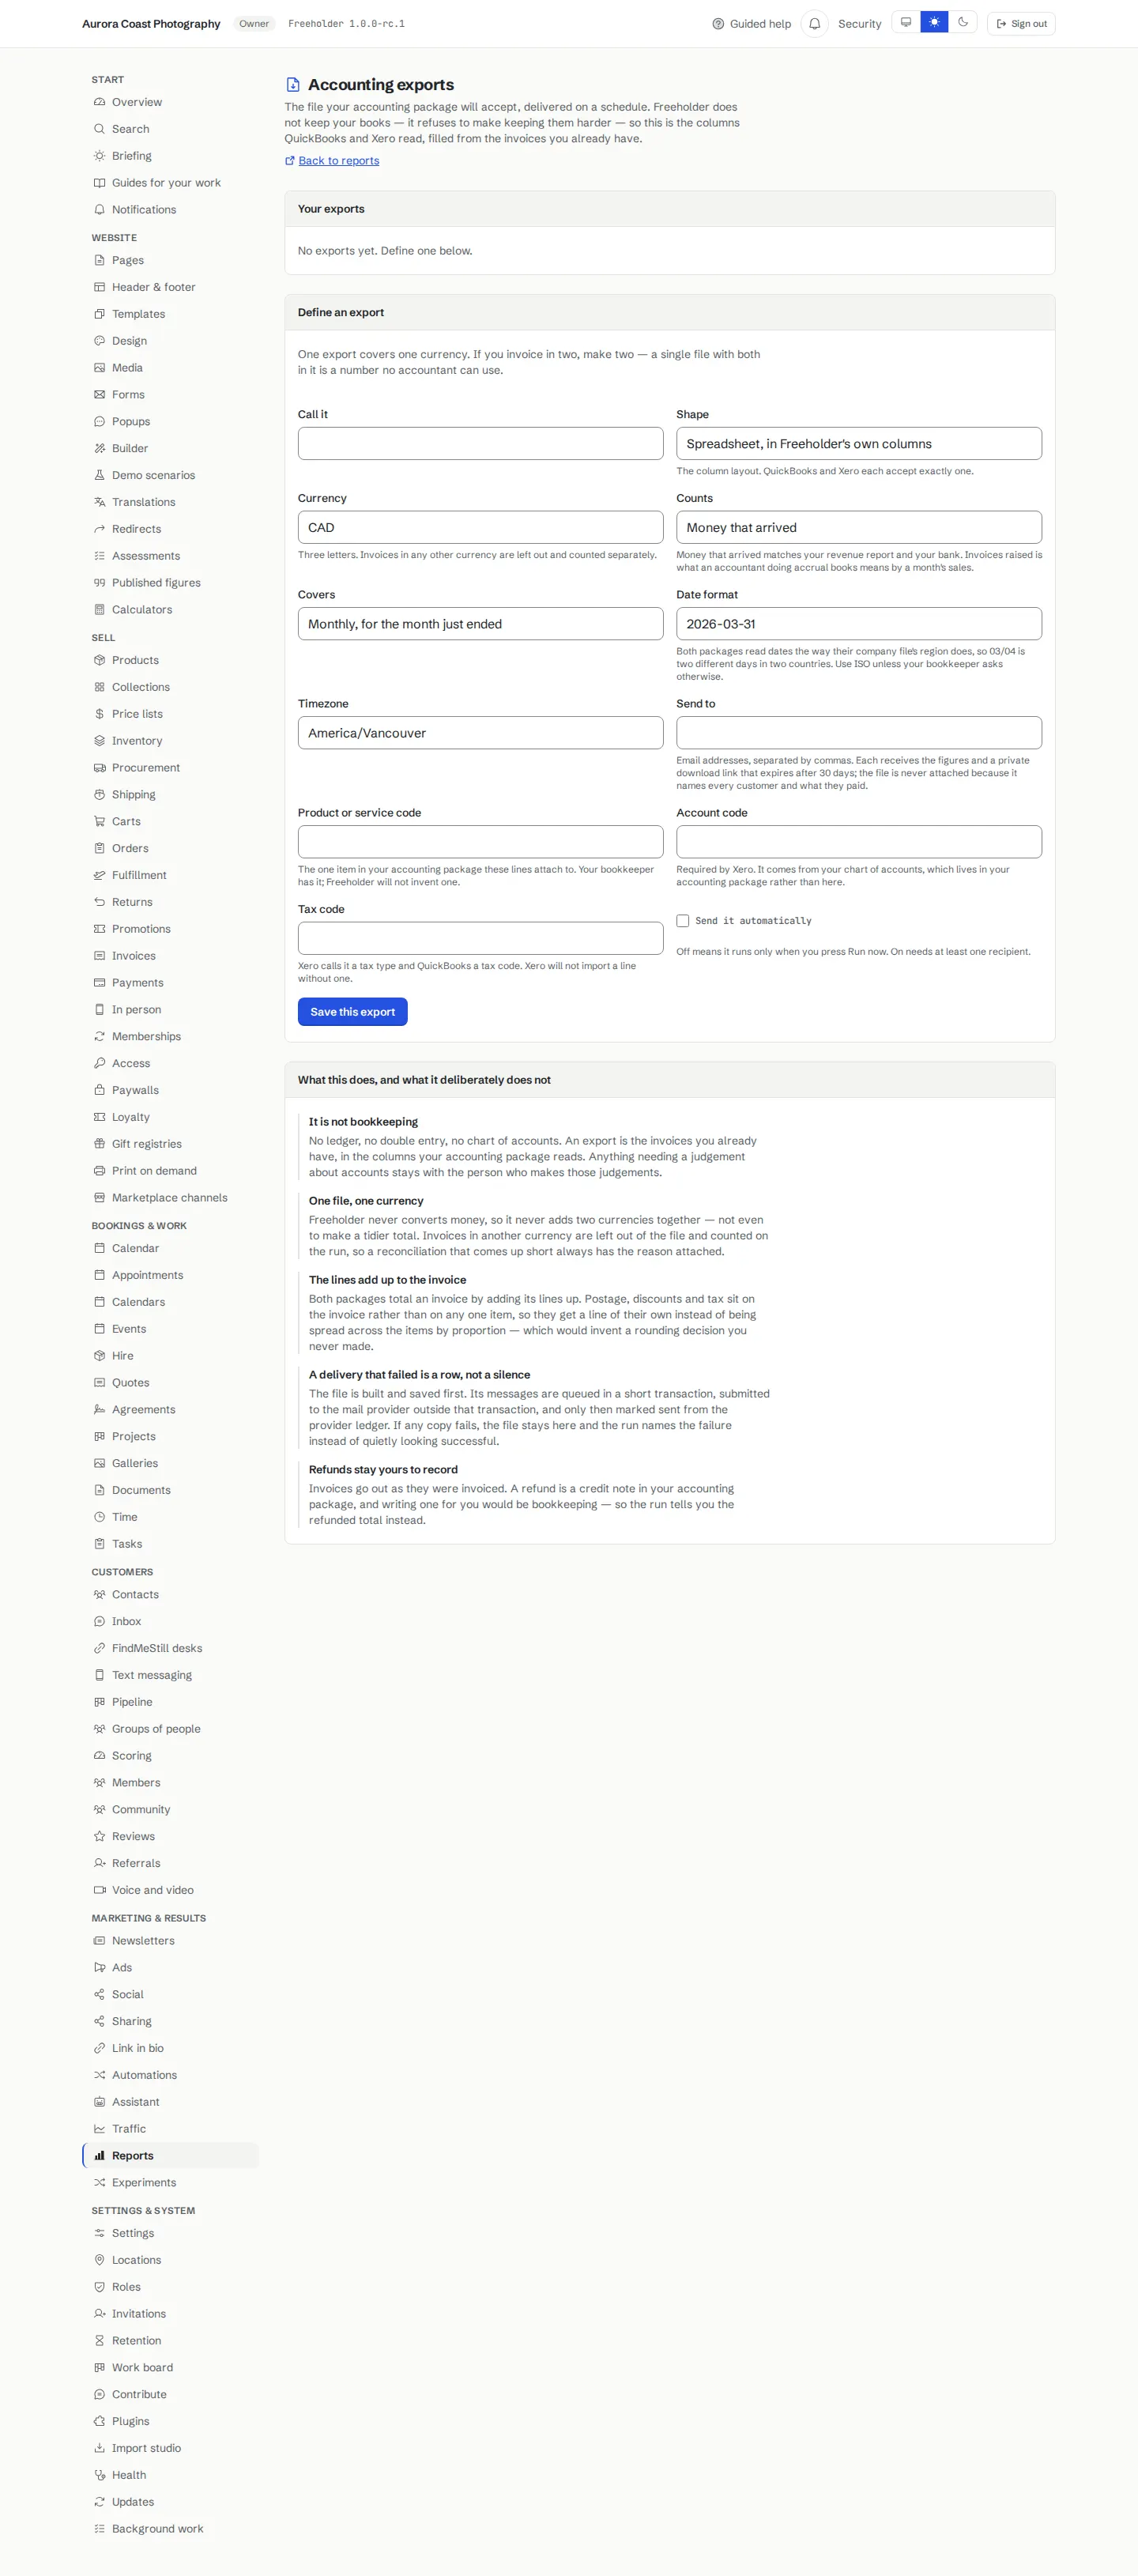 Aurora Coast Photography
Owner
Freeholder 1.0.0-rc.1
Guided help
Security
Sign out
START
Overview
Search
Briefing
Guides for your work
Notifications
WEBSITE
Pages
Header & footer
Templates
Design
Media
Forms
Popups
Builder
Demo scenarios
Translations
Redirects
Assessments
Published figures
Calculators
SELL
Products
Collections
Price lists
Inventory
Procurement
Shipping
Carts
Orders
Fulfillment
Returns
Promotions
Invoices
Payments
In person
Memberships
Access
Paywalls
Loyalty
Gift registries
Print on demand
Marketplace channels
BOOKINGS & WORK
Calendar
Appointments
Calendars
Events
Hire
Quotes
Agreements
Projects
Galleries
Documents
Time
Tasks
CUSTOMERS
Contacts
Inbox
FindMeStill desks
Text messaging
Pipeline
Groups of people
Scoring
Members
Community
Reviews
Referrals
Voice and video
MARKETING & RESULTS
Newsletters
Ads
Social
Sharing
Link in bio
Automations
Assistant
Traffic
Reports
Experiments
SETTINGS & SYSTEM
Settings
Locations
Roles
Invitations
Retention
Work board
Contribute
Plugins
Import studio
Health
Updates
Background work
Accounting exports
The file your accounting package will accept, delivered on a schedule. Freeholder does
not keep your books — it refuses to make keeping them harder — so this is the columns
QuickBooks and Xero read, filled from the invoices you already have.
Back to reports
Your exports
No exports yet. Define one below.
Define an export
One export covers one currency. If you invoice in two, make two — a single file with both
in it is a number no accountant can use.
Call it
Shape
Spreadsheet, in Freeholder's own columns
The column layout. QuickBooks and Xero each accept exactly one.
Currency
CAD
Three letters. Invoices in any other currency are left out and counted separately.
Counts
Money that arrived
Money that arrived matches your revenue report and your bank. Invoices raised is
what an accountant doing accrual books means by a month's sales.
Covers
Monthly, for the month just ended
Date format
2026-03-31
Both packages read dates the way their company file's region does, so 03/04 is
two different days in two countries. Use ISO unless your bookkeeper asks
otherwise.
Timezone
America/Vancouver
Send to
Email addresses, separated by commas. Each receives the figures and a private
download link that expires after 30 days; the file is never attached because it
names every customer and what they paid.
Product or service code
The one item in your accounting package these lines attach to. Your bookkeeper
has it; Freeholder will not invent one.
Account code
Required by Xero. It comes from your chart of accounts, which lives in your
accounting package rather than here.
Tax code
Xero calls it a tax type and QuickBooks a tax code. Xero will not import a line
without one.
Send it automatically
Off means it runs only when you press Run now. On needs at least one recipient.
Save this export
What this does, and what it deliberately does not
It is not bookkeeping
No ledger, no double entry, no chart of accounts. An export is the invoices you already
have, in the columns your accounting package reads. Anything needing a judgement
about accounts stays with the person who makes those judgements.
One file, one currency
Freeholder never converts money, so it never adds two currencies together — not even
to make a tidier total. Invoices in another currency are left out of the file and counted on
the run, so a reconciliation that comes up short always has the reason attached.
The lines add up to the invoice
Both packages total an invoice by adding its lines up. Postage, discounts and tax sit on
the invoice rather than on any one item, so they get a line of their own instead of being
spread across the items by proportion — which would invent a rounding decision you
never made.
A delivery that failed is a row, not a silence
The file is built and saved first. Its messages are queued in a short transaction, submitted
to the mail provider outside that transaction, and only then marked sent from the
provider ledger. If any copy fails, the file stays here and the run names the failure
instead of quietly looking successful.
Refunds stay yours to record
Invoices go out as they were invoiced. A refund is a credit note in your accounting
package, and writing one for you would be bookkeeping — so the run tells you the
refunded total instead.